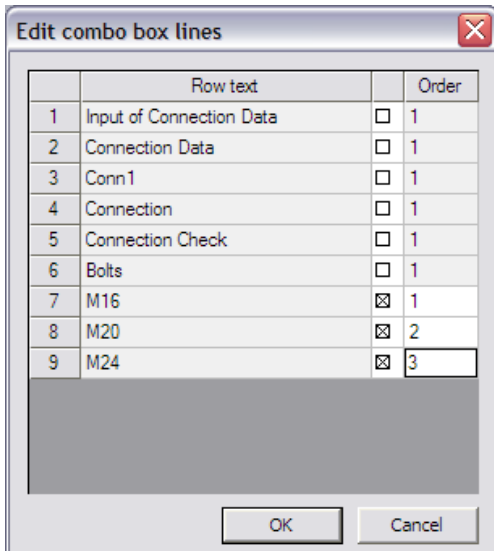 Edit combo box lines
Row text Order
1 Input of Connection Data 1
2 Connection Data 1
3 Conn1 1
4 Connection 1
5 Connection Check 1
6 Bolts 1
7 M16 1
8 M20 2
9 M24 3
OK Cancel